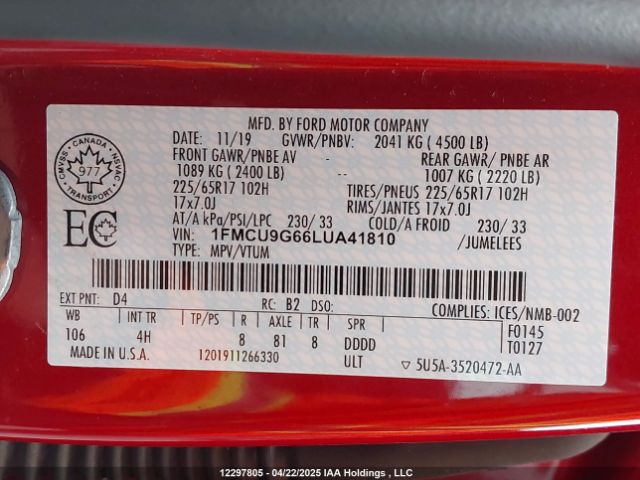 MFD. BY FORD MOTOR COMPANY
DATE: 11/19 GVWR/PNBV: 2041 KG ( 4500 LB)
FRONT GAWR/PNBE AV - REAR GAWR/ PNBE AR
1089 KG ( 2400 LB) -- 1007 KG ( 2220 LB)
225/65R17 102H TIRES/PNEUS 225/65R17 102H
17x7.0J RIMS/JANTES 17x7.0J
AT/A kPa/PSI/LPC 230/ 33 COLD/A FROID 230/ 33
VIN: 1FMCU9G66LUA41810 /JUMELEES
TYPE: MPV/VTUM
CANADA
CMVSS NSVAC
977
TRANSPORT
EC
EXT PNT: D4 RC: B2 DSO: COMPLIES: ICES/NMB-002
WB INT TR TP/PS R AXLE TR SPR F0145
106 4H 8 81 8 DDDD T0127
MADE IN U.S.A. 1201911266330 ULT 5U5A-3520472-AA
12297805 - 04/22/2025 IAA Holdings , LLC